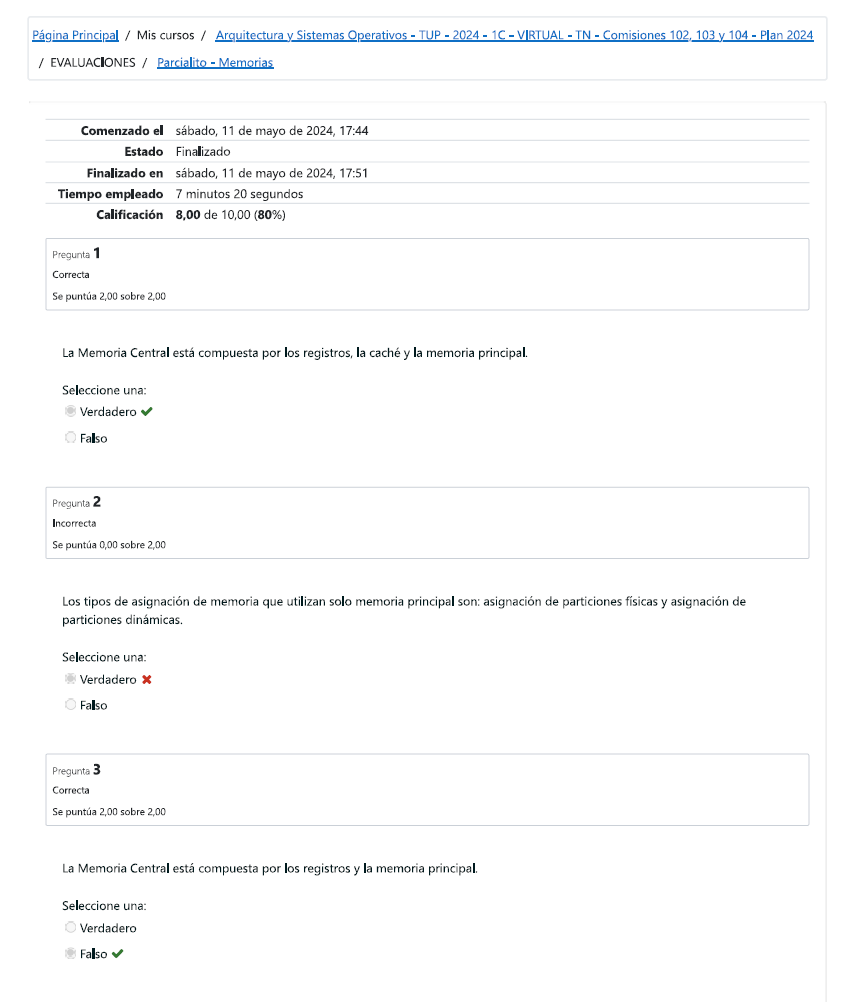 Página Principal / Mis cursos / Arquitectura y Sistemas Operativos - TUP - 2024 - 1C - VIRTUAL - TN - Comisiones 102, 103 y 104 - Plan 2024
/ EVALUACIONES / Parcialito - Memorias
Comenzado el sábado, 11 de mayo de 2024, 17:44
Estado Finalizado
Finalizado en sábado, 11 de mayo de 2024, 17:51
Tiempo empleado 7 minutos 20 segundos
Calificación 8,00 de 10,00 (80%)
Pregunta 1
Correcta
Se puntúa 2,00 sobre 2,00
La Memoria Central está compuesta por los registros, la caché y la memoria principal.
Seleccione una:
Verdadero
Falso
Pregunta 2
Incorrecta
Se puntúa 0,00 sobre 2,00
Los tipos de asignación de memoria que utilizan solo memoria principal son: asignación de particiones físicas y asignación de
particiones dinámicas.
Seleccione una:
Verdadero
Falso
Pregunta 3
Correcta
Se puntúa 2,00 sobre 2,00
La Memoria Central está compuesta por los registros y la memoria principal.
Seleccione una:
Verdadero
Falso